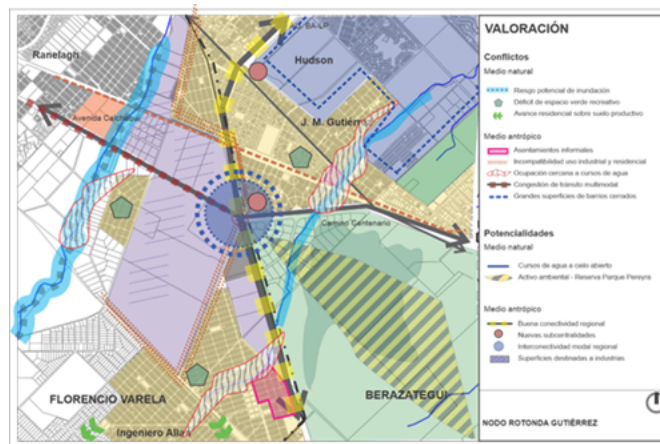 Ranelagh
AU BA-LP
Hudson
J. M. Gutiérrez
Avenida Calchaquí
Camino Centenario
FLORENCIO VARELA
BERAZATEGUI
Ingeniero Allan
VALORACIÓN
Conflictos
Medio natural
Riesgo potencial de inundación
Déficit de espacio verde recreativo
Avance residencial sobre suelo productivo
Medio antrópico
Asentamientos informales
Incompatibilidad uso industrial y residencial
Ocupación cercana a cursos de agua
Congestión de tránsito multimodal
Grandes superficies de barrios cerrados
Potencialidades
Medio natural
Cursos de agua a cielo abierto
Activo ambiental - Reserva Parque Pereyra
Medio antrópico
Buena conectividad regional
Nuevas subcentralidades
Interconectividad modal regional
Superficies destinadas a industrias
NODO ROTONDA GUTIÉRREZ